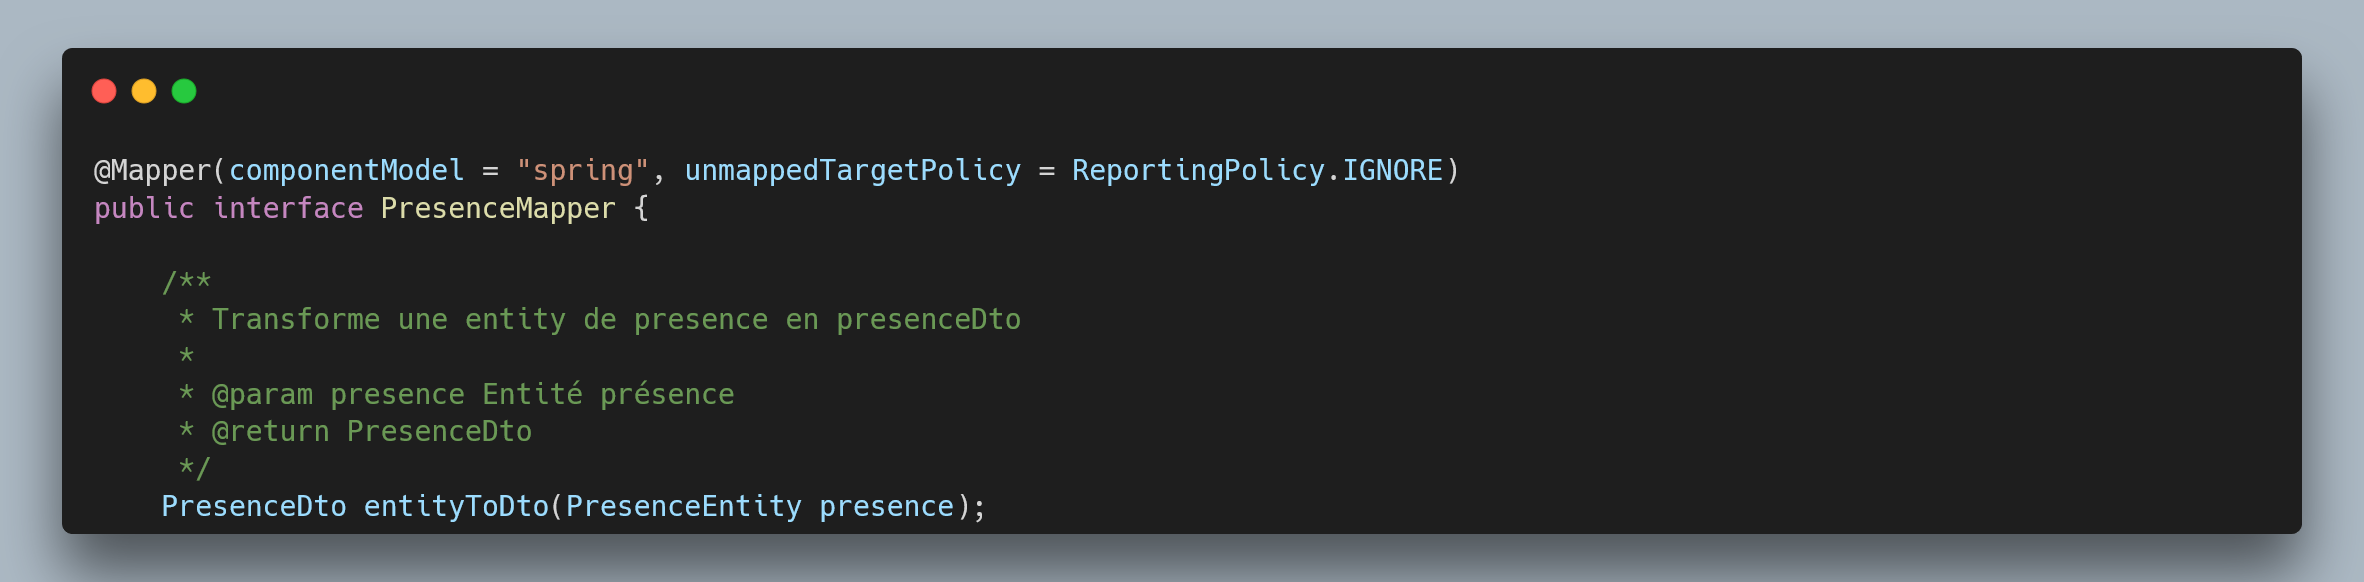 @Mapper(componentModel = "spring", unmappedTargetPolicy = ReportingPolicy.IGNORE)
public interface PresenceMapper {
/**
* Transforme une entity de presence en presenceDto
*
* @param presence Entité présence
* @return PresenceDto
*/
PresenceDto entityToDto(PresenceEntity presence);